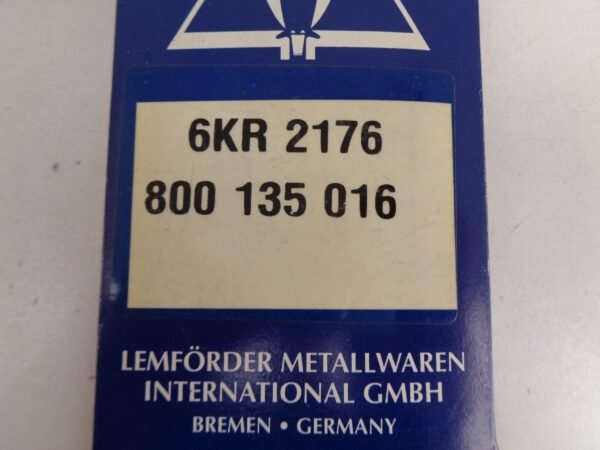 6KR 2176
800 135 016
LEMFÖRDER METALLWAREN
INTERNATIONAL GMBH
BREMEN • GERMANY